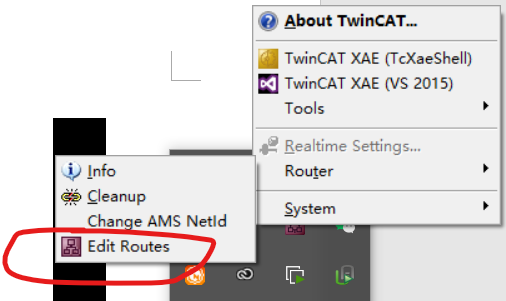 About TwinCAT...
TwinCAT XAE (TcXaeShell)
TwinCAT XAE (VS 2015)
Tools
Realtime Settings...
Router
System
Info
Cleanup
Change AMS NetId
Edit Routes